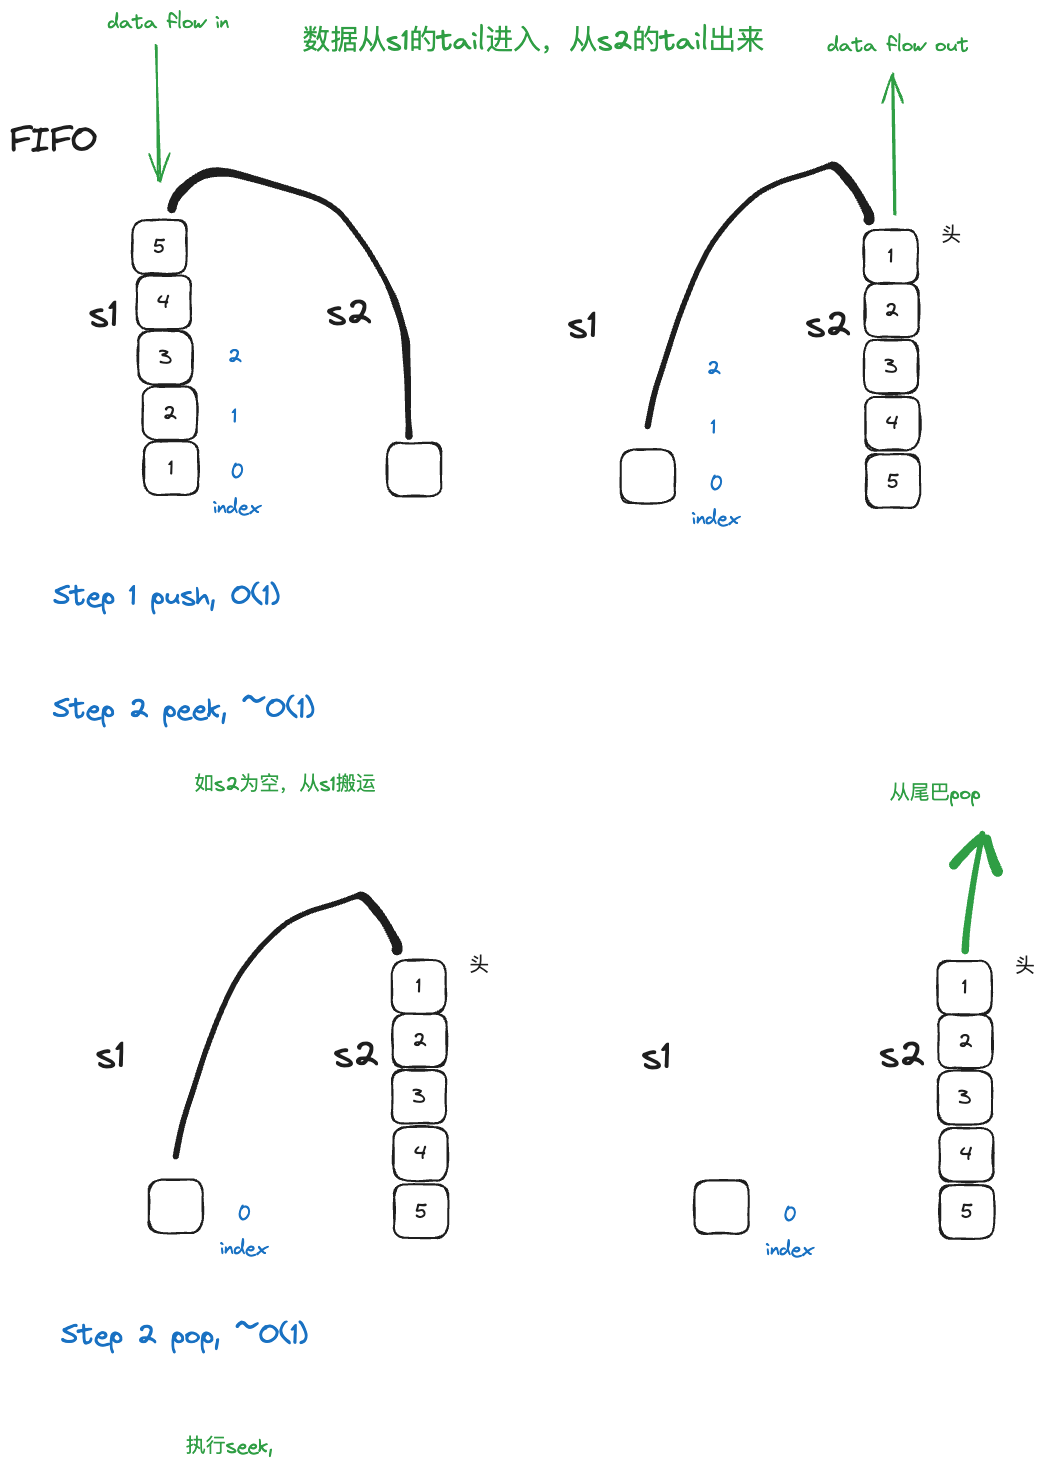 data flow in
数据从s1的tail进入，从s2的tail出来
data flow out
FIFO
5
4
3
2
1
s1
2
1
0
index
s2
s1
2
1
0
index
s2
头
1
2
3
4
5
Step 1 push, O(1)
Step 2 peek, ~O(1)
如s2为空，从s1搬运
从尾巴pop
s1
0
index
s2
头
1
2
3
4
5
s1
0
index
s2
头
1
2
3
4
5
Step 2 pop, ~O(1)
执行seek,